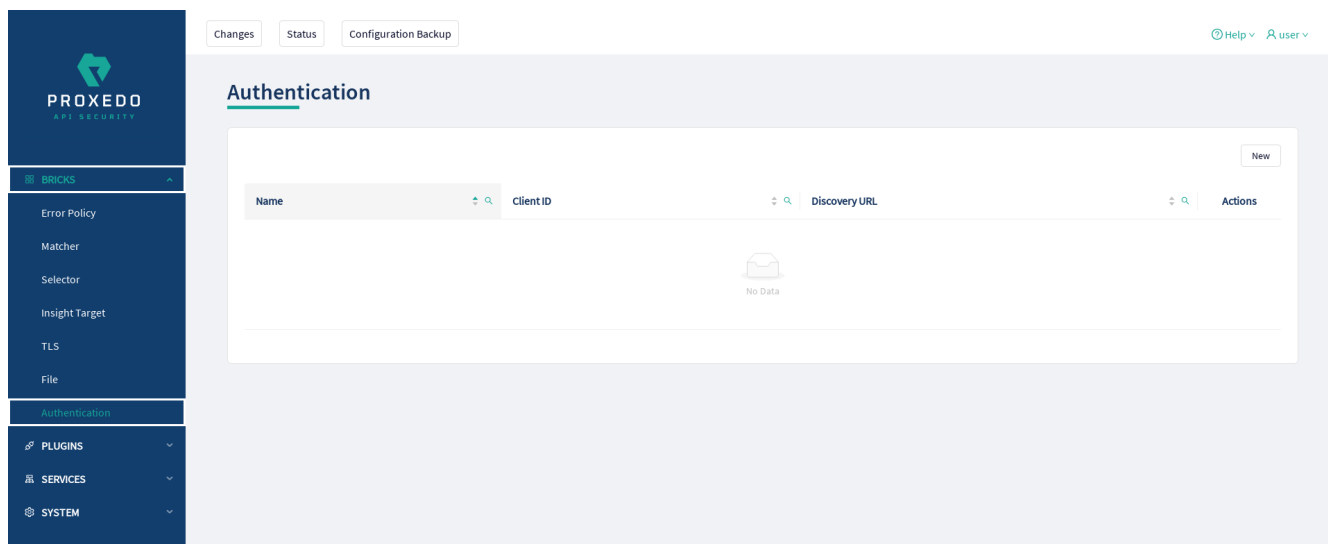 Changes Status Configuration Backup Help user
PROXEDO
API SECURITY
Authentication
New
BRICKS
Name Client ID Discovery URL Actions
Error Policy
Matcher
Selector
No Data
Insight Target
TLS
File
Authentication
PLUGINS
SERVICES
SYSTEM